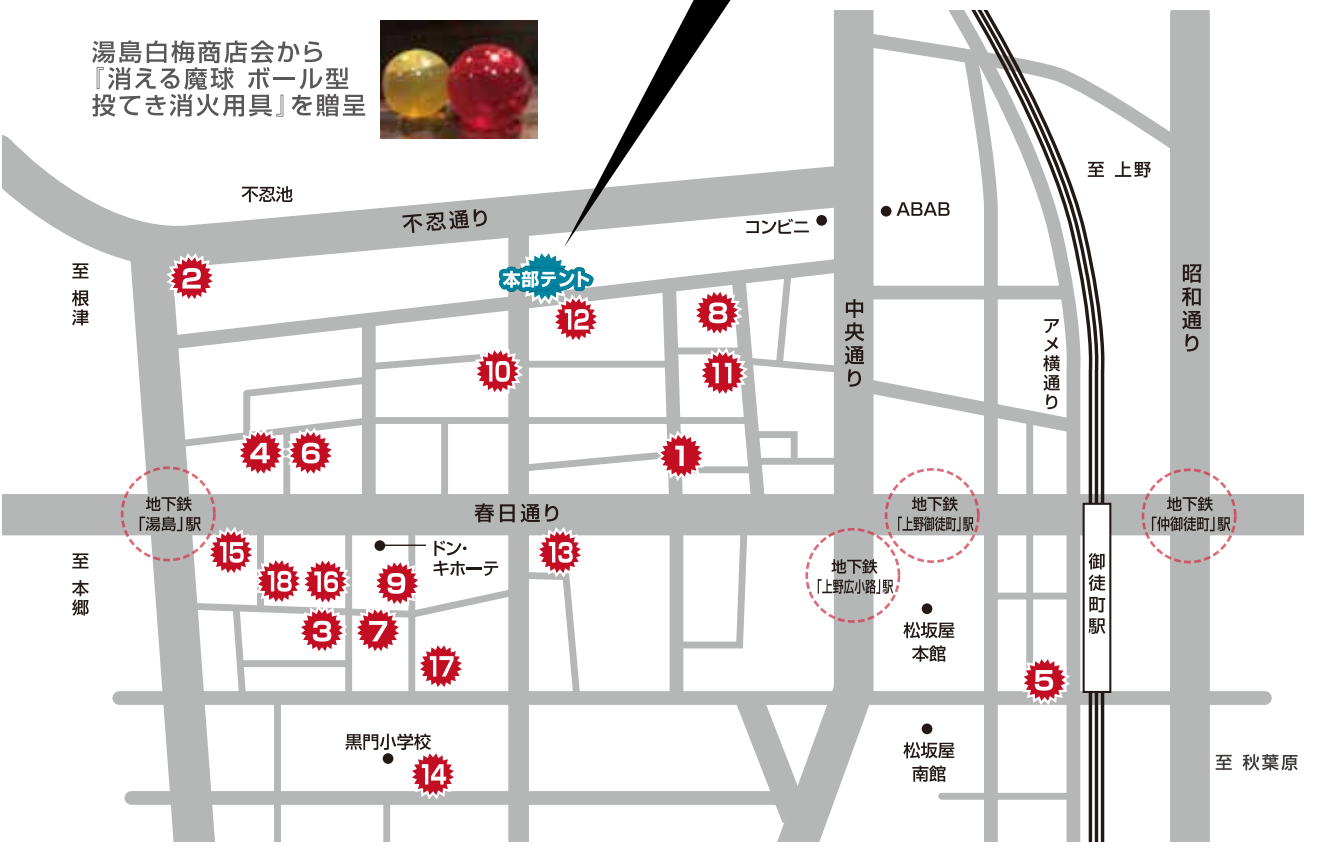 湯島白梅商店会から
『消える魔球 ボール型
投てき消火用具』を贈呈
不忍池
不忍通り
コンビニ
ABAB
至 上野
至 根津
2
本部テント
12
8
中央通り
アメ横通り
昭和通り
10
11
4
6
1
地下鉄
「湯島」駅
春日通り
地下鉄
「上野御徒町」駅
地下鉄
「仲御徒町」駅
至 本郷
15
18
16
ドン・
キホーテ
9
13
地下鉄
「上野広小路」駅
御徒町駅
3
7
17
松坂屋
本館
5
黒門小学校
14
松坂屋
南館
至 秋葉原